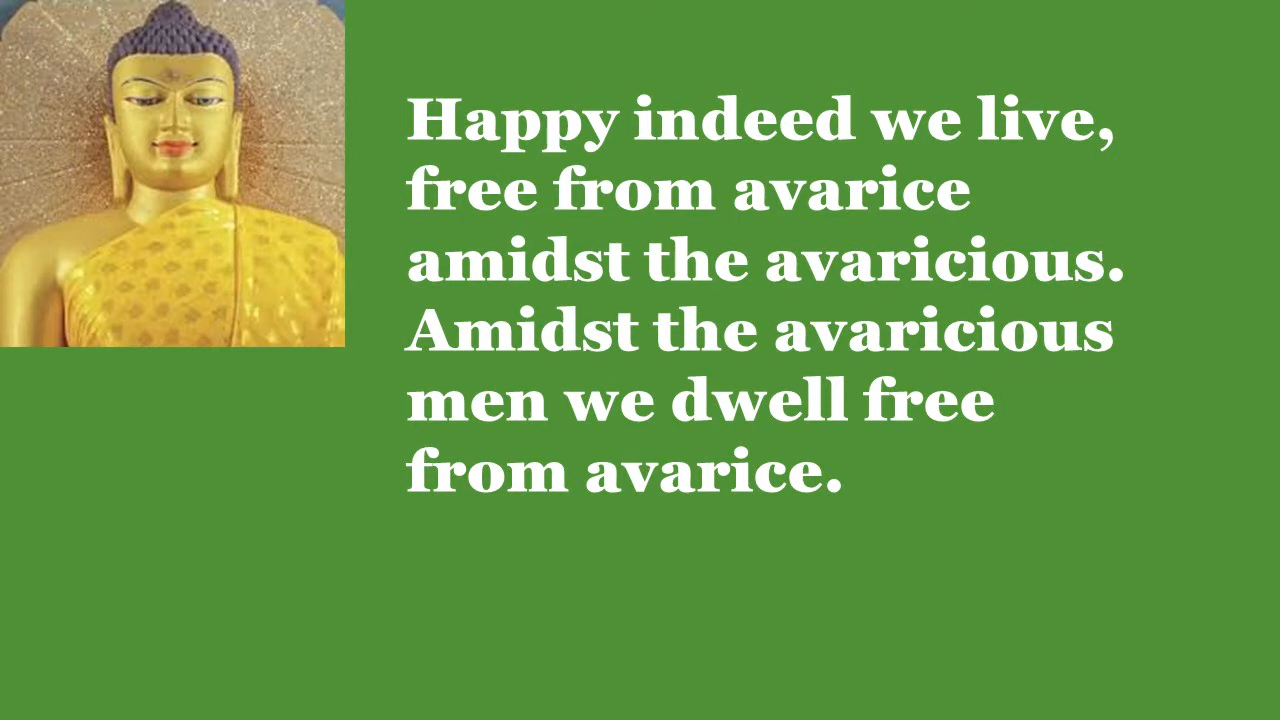 Happy indeed we live,
free from avarice
amidst the avaricious.
Amidst the avaricious
men we dwell free
from avarice.